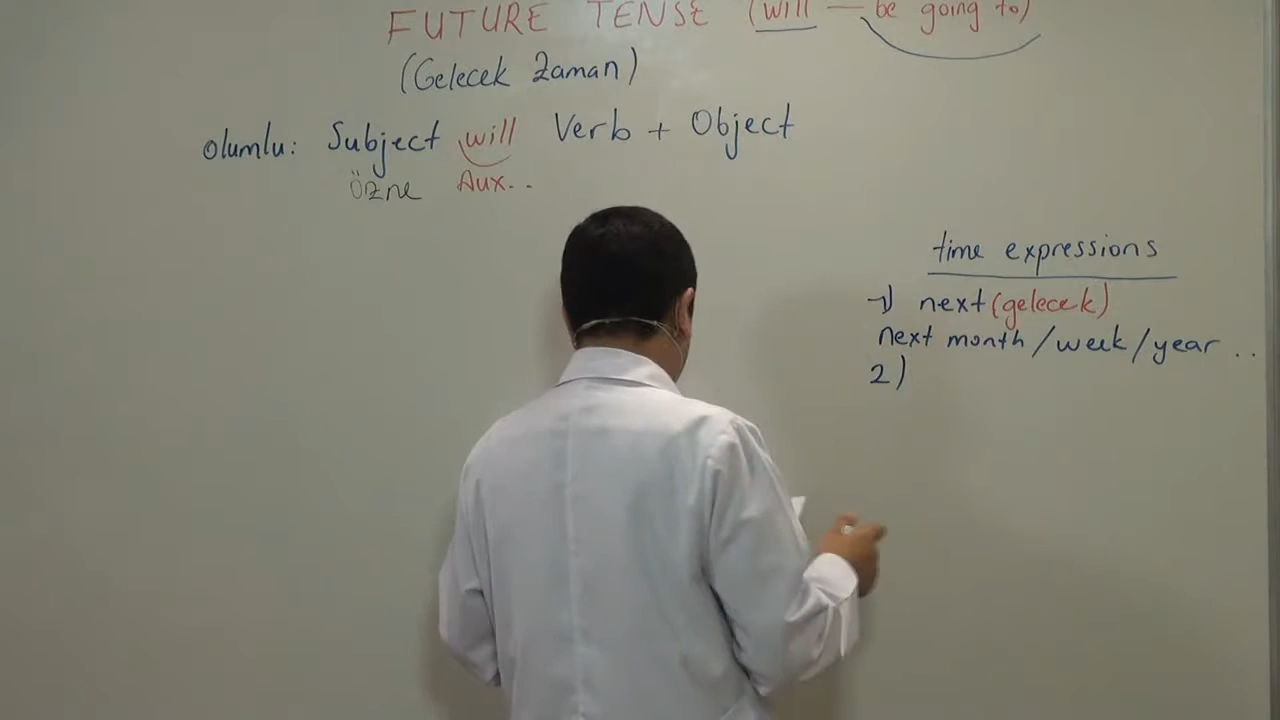 FUTURE TENSE (will — be going to)
(Gelecek Zaman)
Olumlu: Subject will Verb + Object
Özne Aux..
time expressions
1) next (gelecek)
next month / week / year ..
2)